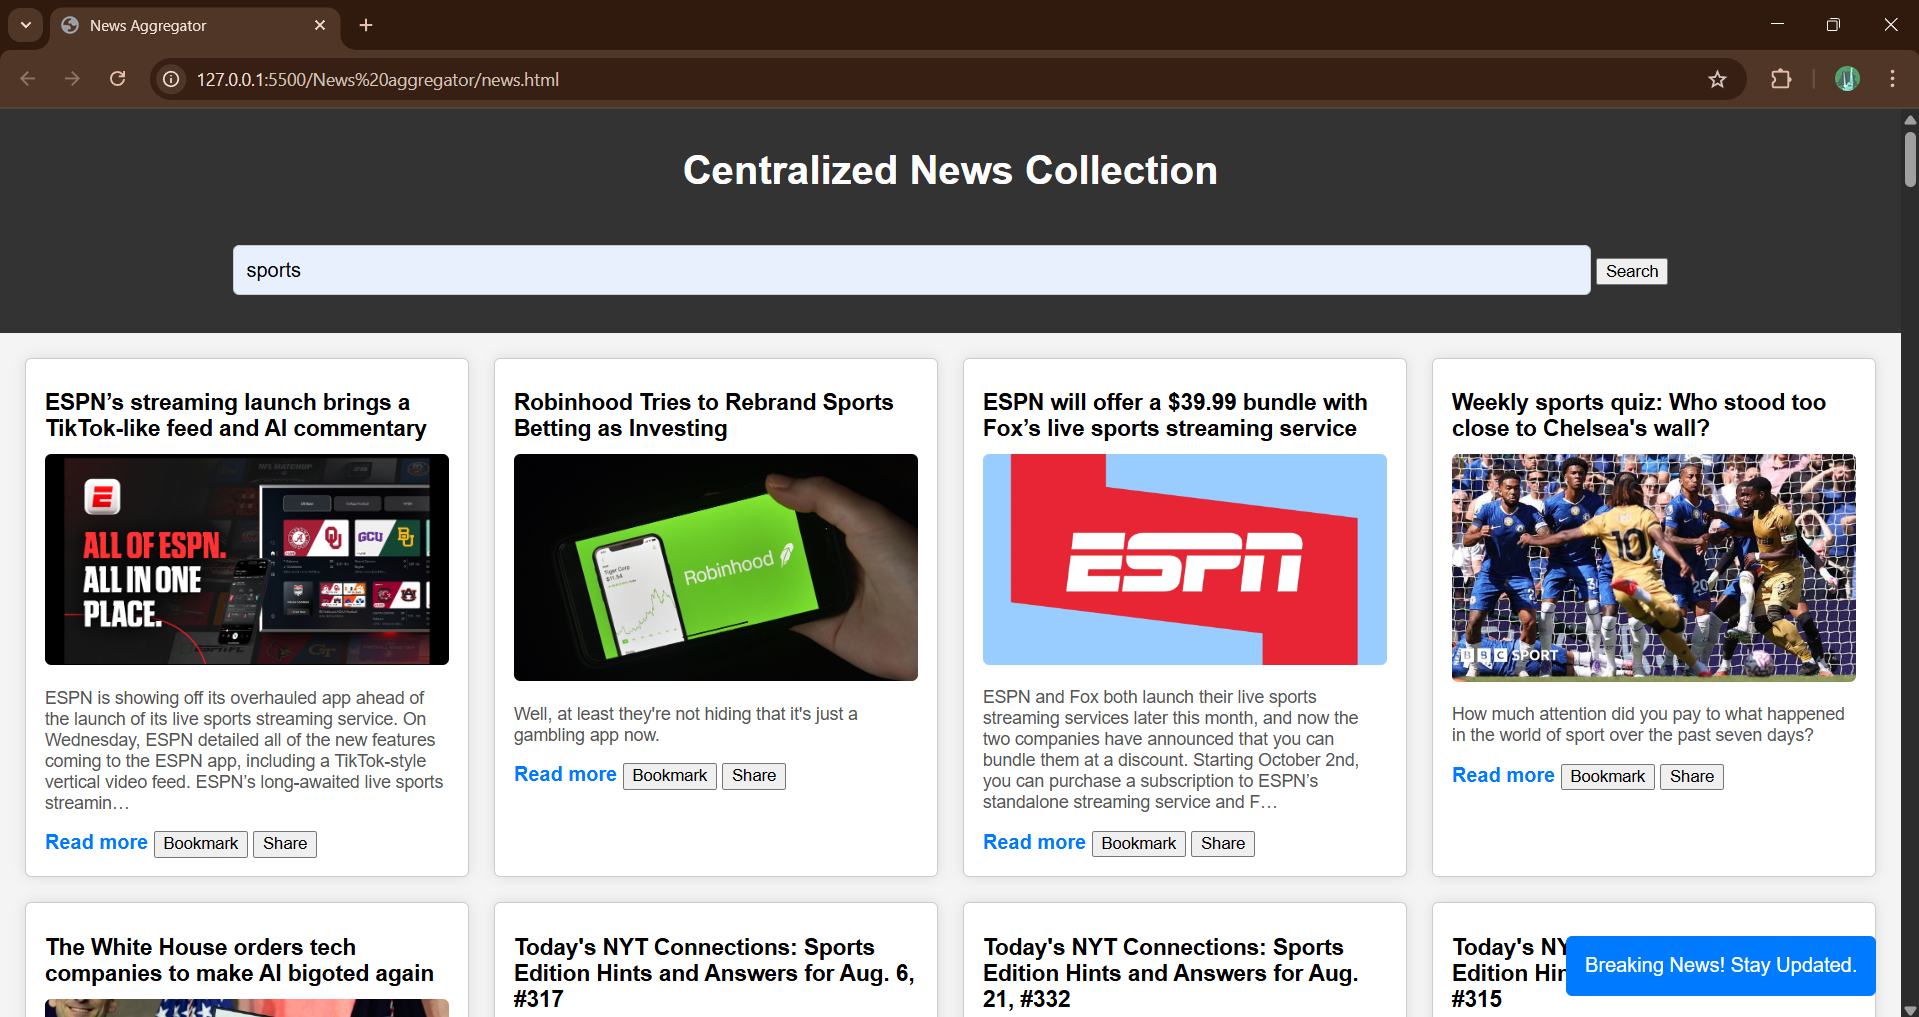 News Aggregator
127.0.0.1:5500/News%20aggregator/news.html
Centralized News Collection
sports
Search
ESPN’s streaming launch brings a
TikTok-like feed and AI commentary
ALL OF ESPN.
ALL IN ONE
PLACE.
NFL MATCHUP
GCU
ESPN is showing off its overhauled app ahead of
the launch of its live sports streaming service. On
Wednesday, ESPN detailed all of the new features
coming to the ESPN app, including a TikTok-style
vertical video feed. ESPN’s long-awaited live sports
streamin…
Read more
Bookmark
Share
Robinhood Tries to Rebrand Sports
Betting as Investing
Tiger Corp
$11.54
Robinhood
Well, at least they're not hiding that it's just a
gambling app now.
Read more
Bookmark
Share
ESPN will offer a $39.99 bundle with
Fox’s live sports streaming service
ESPN
ESPN and Fox both launch their live sports
streaming services later this month, and now the
two companies have announced that you can
bundle them at a discount. Starting October 2nd,
you can purchase a subscription to ESPN’s
standalone streaming service and F…
Read more
Bookmark
Share
Weekly sports quiz: Who stood too
close to Chelsea's wall?
10
20
BBC SPORT
How much attention did you pay to what happened
in the world of sport over the past seven days?
Read more
Bookmark
Share
The White House orders tech
companies to make AI bigoted again
Today's NYT Connections: Sports
Edition Hints and Answers for Aug. 6,
#317
Today's NYT Connections: Sports
Edition Hints and Answers for Aug.
21, #332
Today's NY
Edition Hin
#315
Breaking News! Stay Updated.